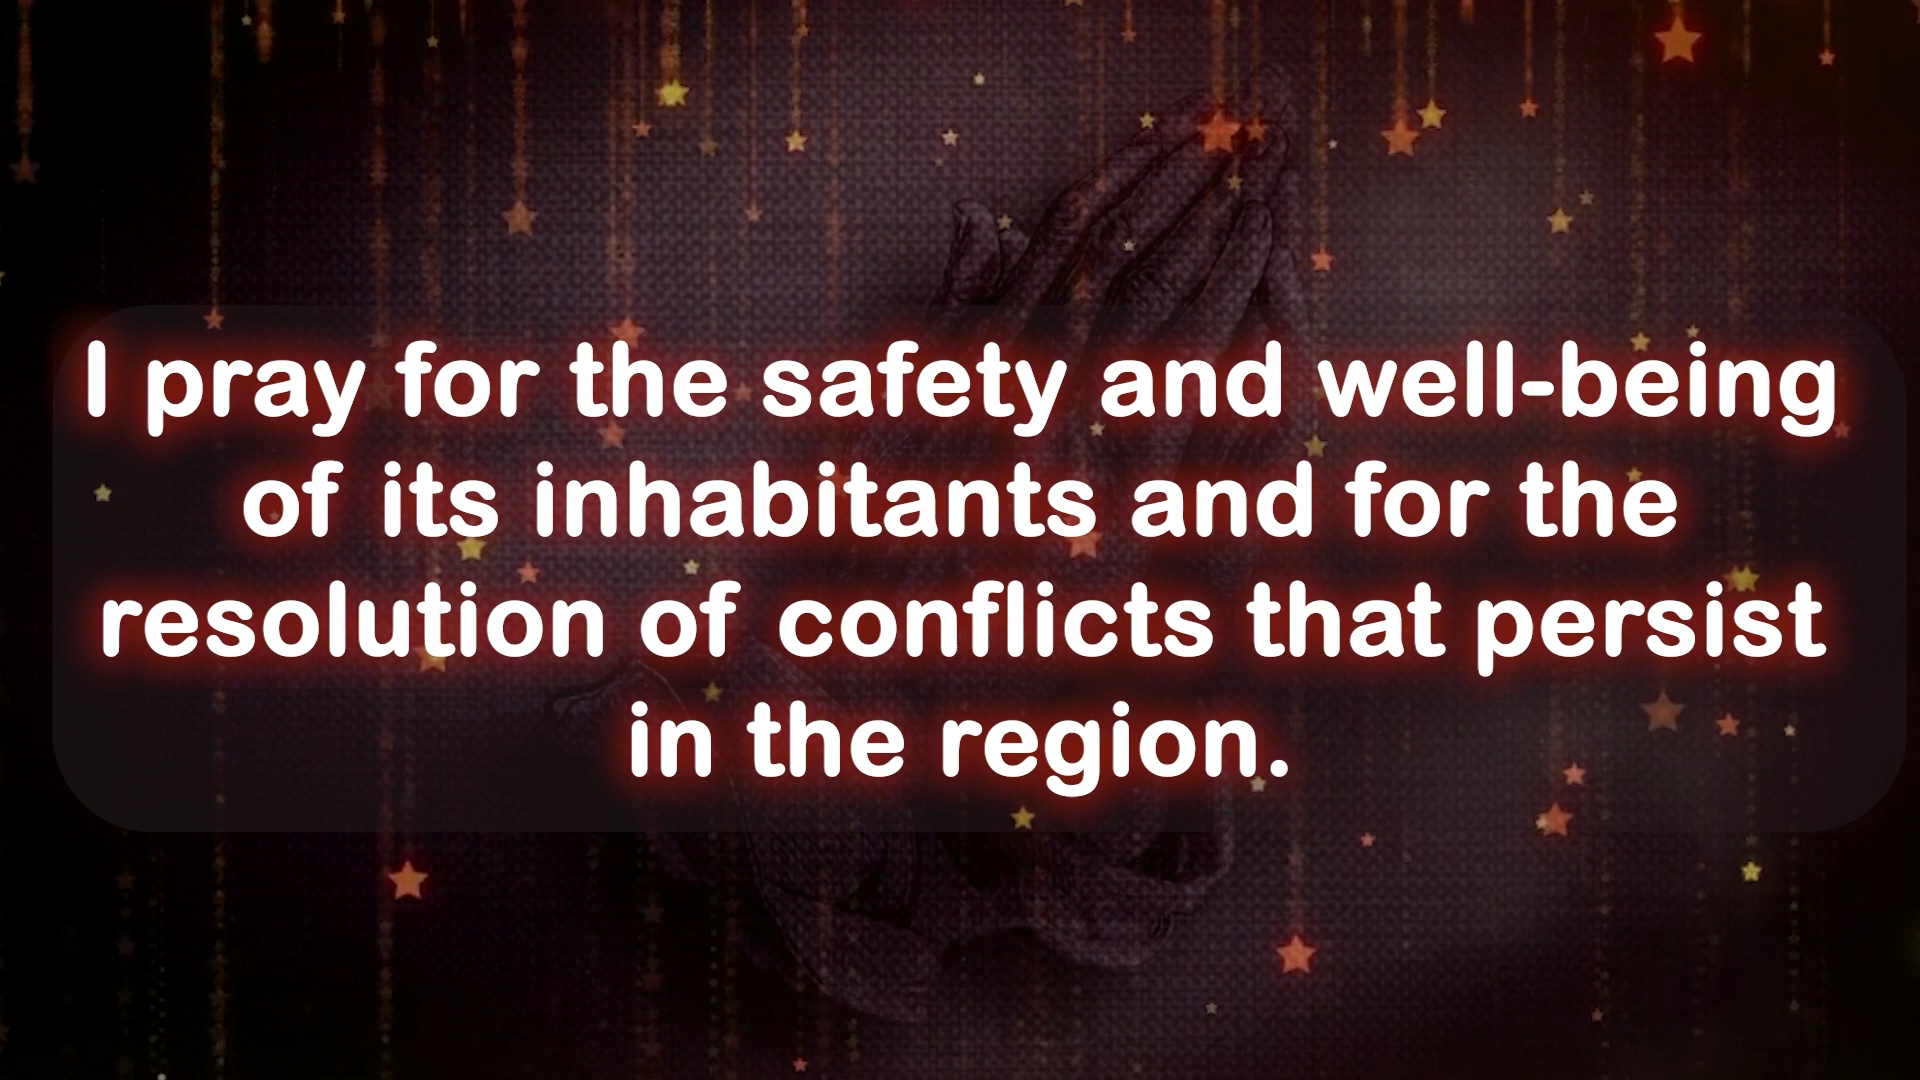 I pray for the safety and well-being
of its inhabitants and for the
resolution of conflicts that persist
in the region.